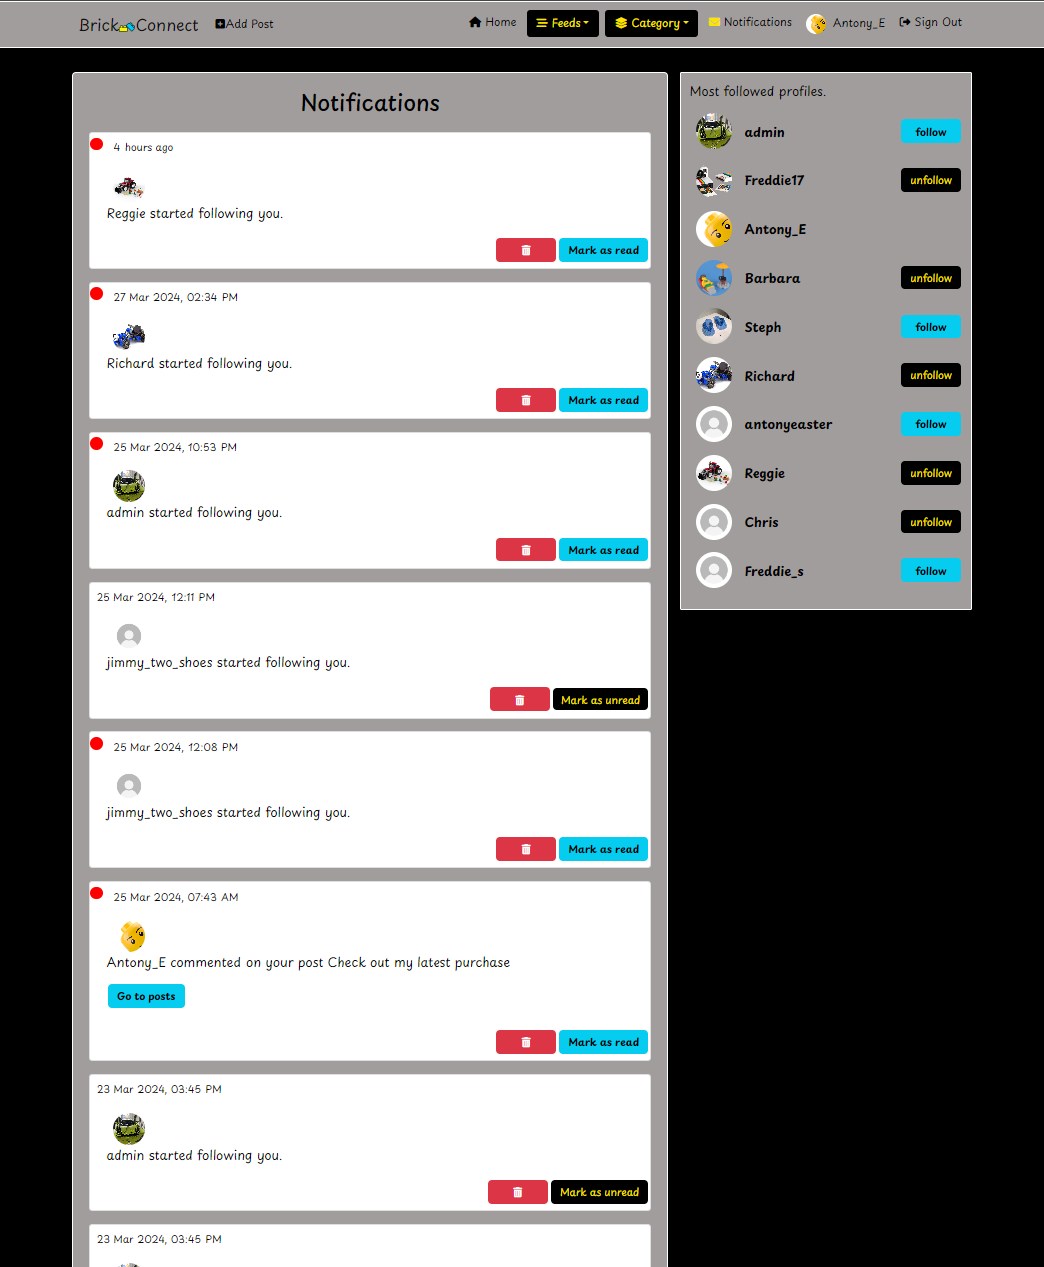 Brick Connect Add Post Home Feeds Category Notifications Antony_E Sign Out
Notifications
4 hours ago
Reggie started following you.
Mark as read
27 Mar 2024, 02:34 PM
Richard started following you.
Mark as read
25 Mar 2024, 10:53 PM
admin started following you.
Mark as read
25 Mar 2024, 12:11 PM
jimmy_two_shoes started following you.
Mark as unread
25 Mar 2024, 12:08 PM
jimmy_two_shoes started following you.
Mark as read
25 Mar 2024, 07:43 AM
Antony_E commented on your post Check out my latest purchase
Go to posts
Mark as read
23 Mar 2024, 03:45 PM
admin started following you.
Mark as unread
23 Mar 2024, 03:45 PM
Most followed profiles.
admin follow
Freddie17 unfollow
Antony_E
Barbara unfollow
Steph follow
Richard unfollow
antonyeaster follow
Reggie unfollow
Chris unfollow
Freddie_s follow